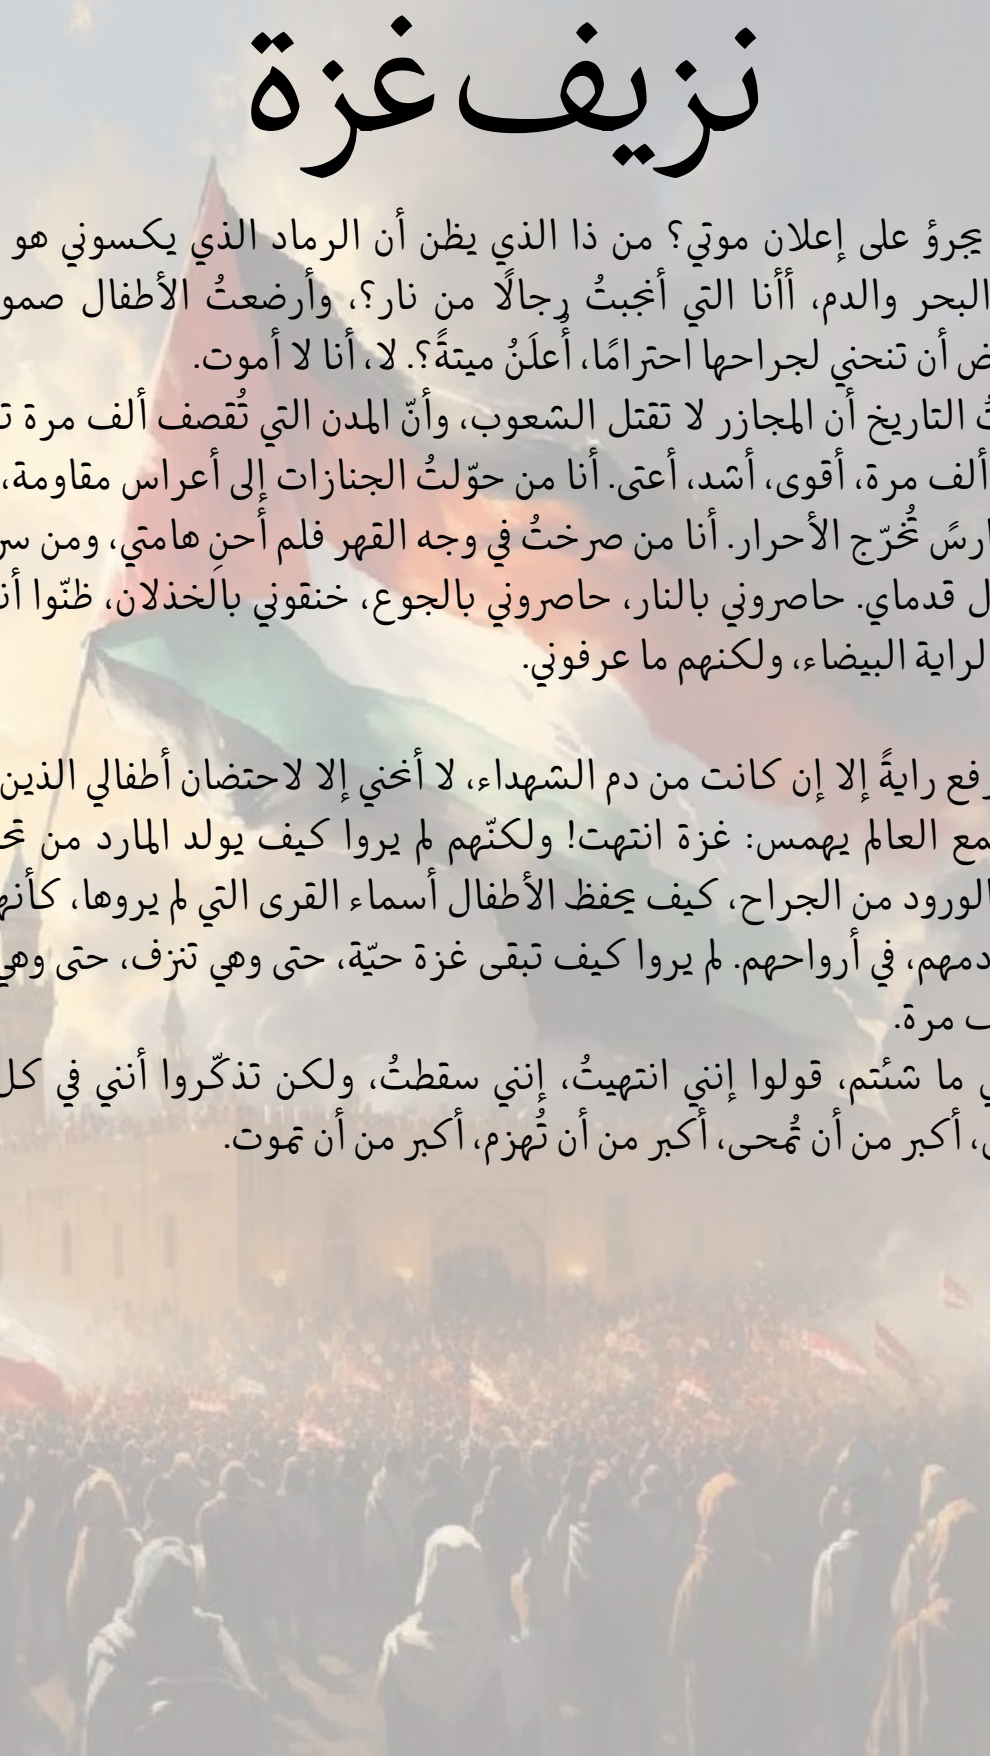 نزيف غزة
يجرؤ على إعلان موتي؟ من ذا الذي يظن أن الرماد الذي يكسوني هو
البحر والدم، أأنا التي أنجبتُ رجالًا من نار؟، وأرضعتُ الأطفال
أن تنحني لجراحها احترامًا، أُعلَنُ ميتةً؟. لا، أنا لا أموت.
التاريخ أن المجازر لا تقتل الشعوب، وأنّ المدن التي تُقصف ألف مرة
ألف مرة، أقوى، أشد، أعتى. أنا من حوّلتُ الجنازات إلى أعراس مقاومة،
تُخرّج الأحرار. أنا من صرختُ في وجه القهر فلم أحنِ هامتي، ومن
قدماي. حاصروني بالنار، حاصروني بالجوع، خنقوني بالخذلان، ظنّوا
الراية البيضاء، ولكنهم ما عرفوني.
رايةً إلا إن كانت من دم الشهداء، لا أنحني إلا لاحتضان أطفالي الذين
العالم يهمس: غزة انتهت! ولكنّهم لم يروا كيف يولد المارد من
الورود من الجراح، كيف يحفظ الأطفال أسماء القرى التي لم يروها،
دمهم، في أرواحهم. لم يروا كيف تبقى غزة حيّة، حتى وهي تنزف، حتى وهي
مرة.
ما شئتم، قولوا إنني انتهيتُ، إنني سقطتُ، ولكن تذكّروا أنني في كل
أكبر من أن تُمحى، أكبر من أن تُهزم، أكبر من أن تموت.